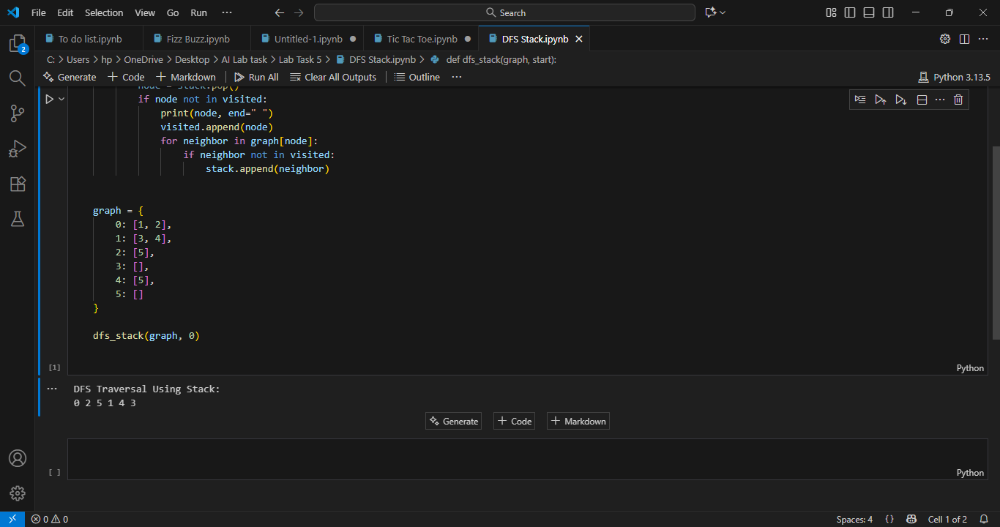 File Edit Selection View Go Run ··· Search
To do list.ipynb Fizz Buzz.ipynb Untitled-1.ipynb Tic Tac Toe.ipynb DFS Stack.ipynb
C: > Users > hp > OneDrive > Desktop > AI Lab task > Lab Task 5 > DFS Stack.ipynb > def dfs_stack(graph, start):
Generate + Code + Markdown Run All Clear All Outputs Outline ··· Python 3.13.5
2
node = stack.pop()
if node not in visited:
print(node, end=" ")
visited.append(node)
for neighbor in graph[node]:
if neighbor not in visited:
stack.append(neighbor)
graph = {
0: [1, 2],
1: [3, 4],
2: [5],
3: [],
4: [5],
5: []
}
dfs_stack(graph, 0)
[1] Python
··· DFS Traversal Using Stack:
0 2 5 1 4 3
Generate + Code + Markdown
[ ] Python
0 0 Spaces: 4 {} Cell 1 of 2